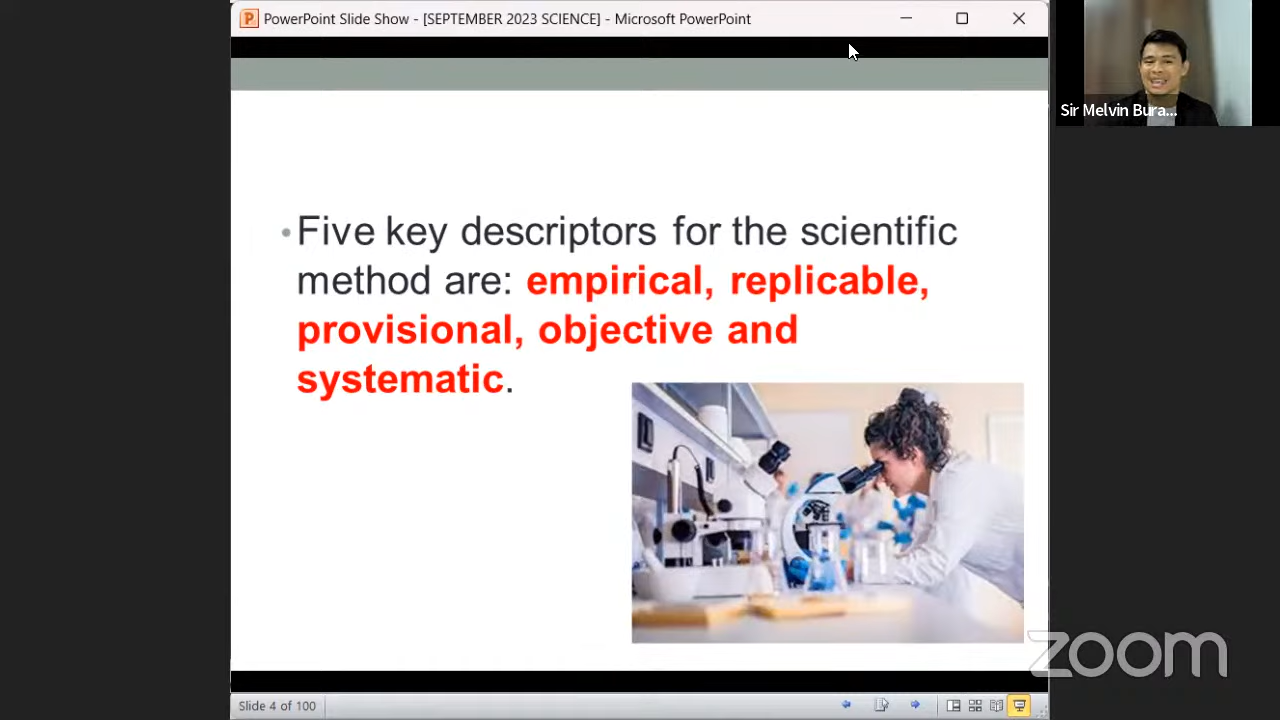 PowerPoint Slide Show - [SEPTEMBER 2023 SCIENCE] - Microsoft PowerPoint
Sir Melvin Bura...
•Five key descriptors for the scientific
method are: empirical, replicable,
provisional, objective and
systematic.
zoom
Slide 4 of 100